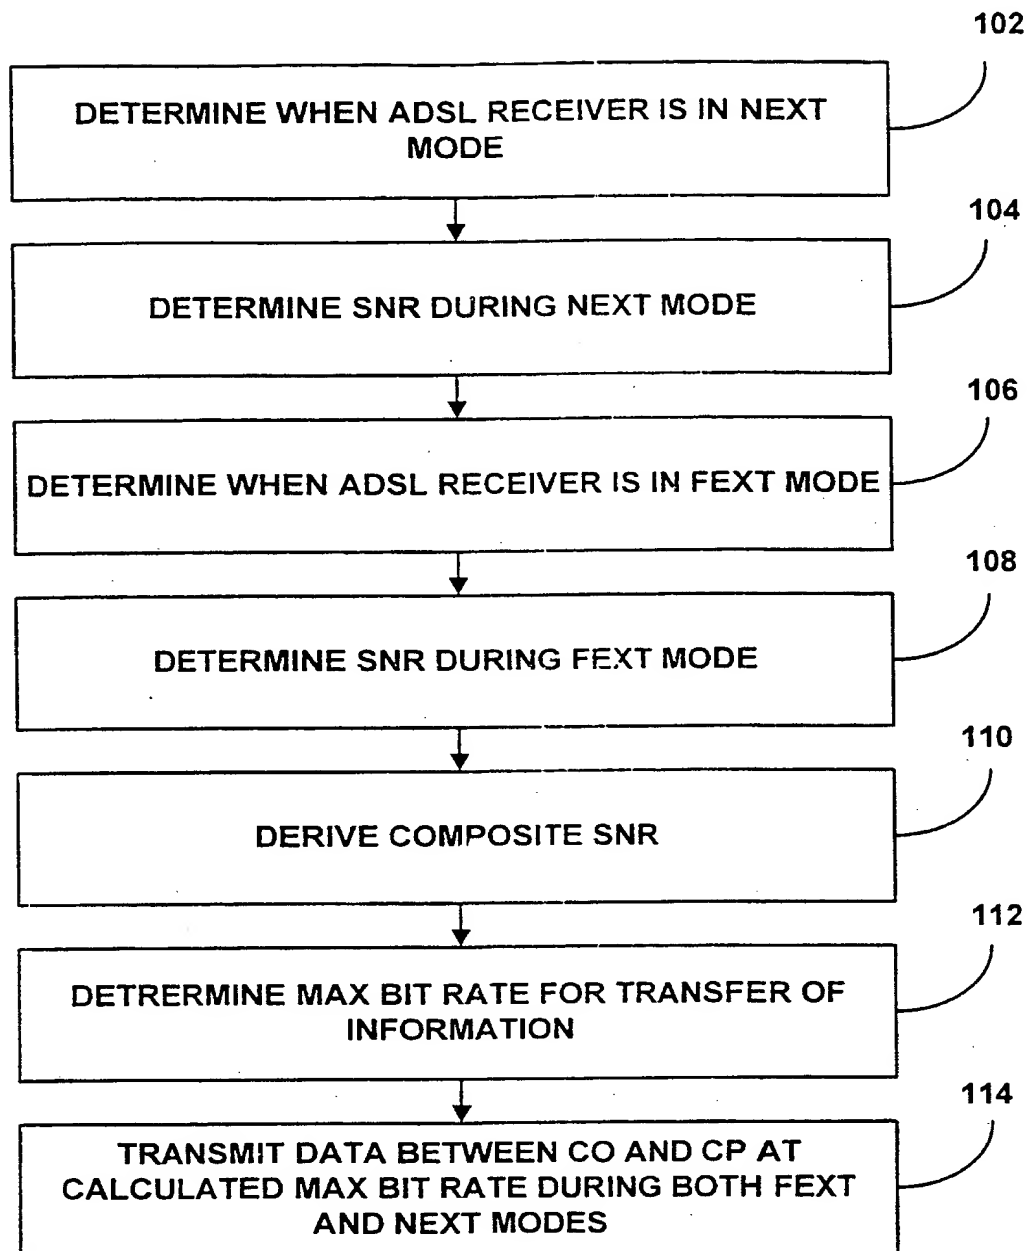 102
DETERMINE WHEN ADSL RECEIVER IS IN NEXT
MODE
104
DETERMINE SNR DURING NEXT MODE
106
DETERMINE WHEN ADSL RECEIVER IS IN FEXT MODE
108
DETERMINE SNR DURING FEXT MODE
110
DERIVE COMPOSITE SNR
112
DETRERMINE MAX BIT RATE FOR TRANSFER OF
INFORMATION
114
TRANSMIT DATA BETWEEN CO AND CP AT
CALCULATED MAX BIT RATE DURING BOTH FEXT
AND NEXT MODES